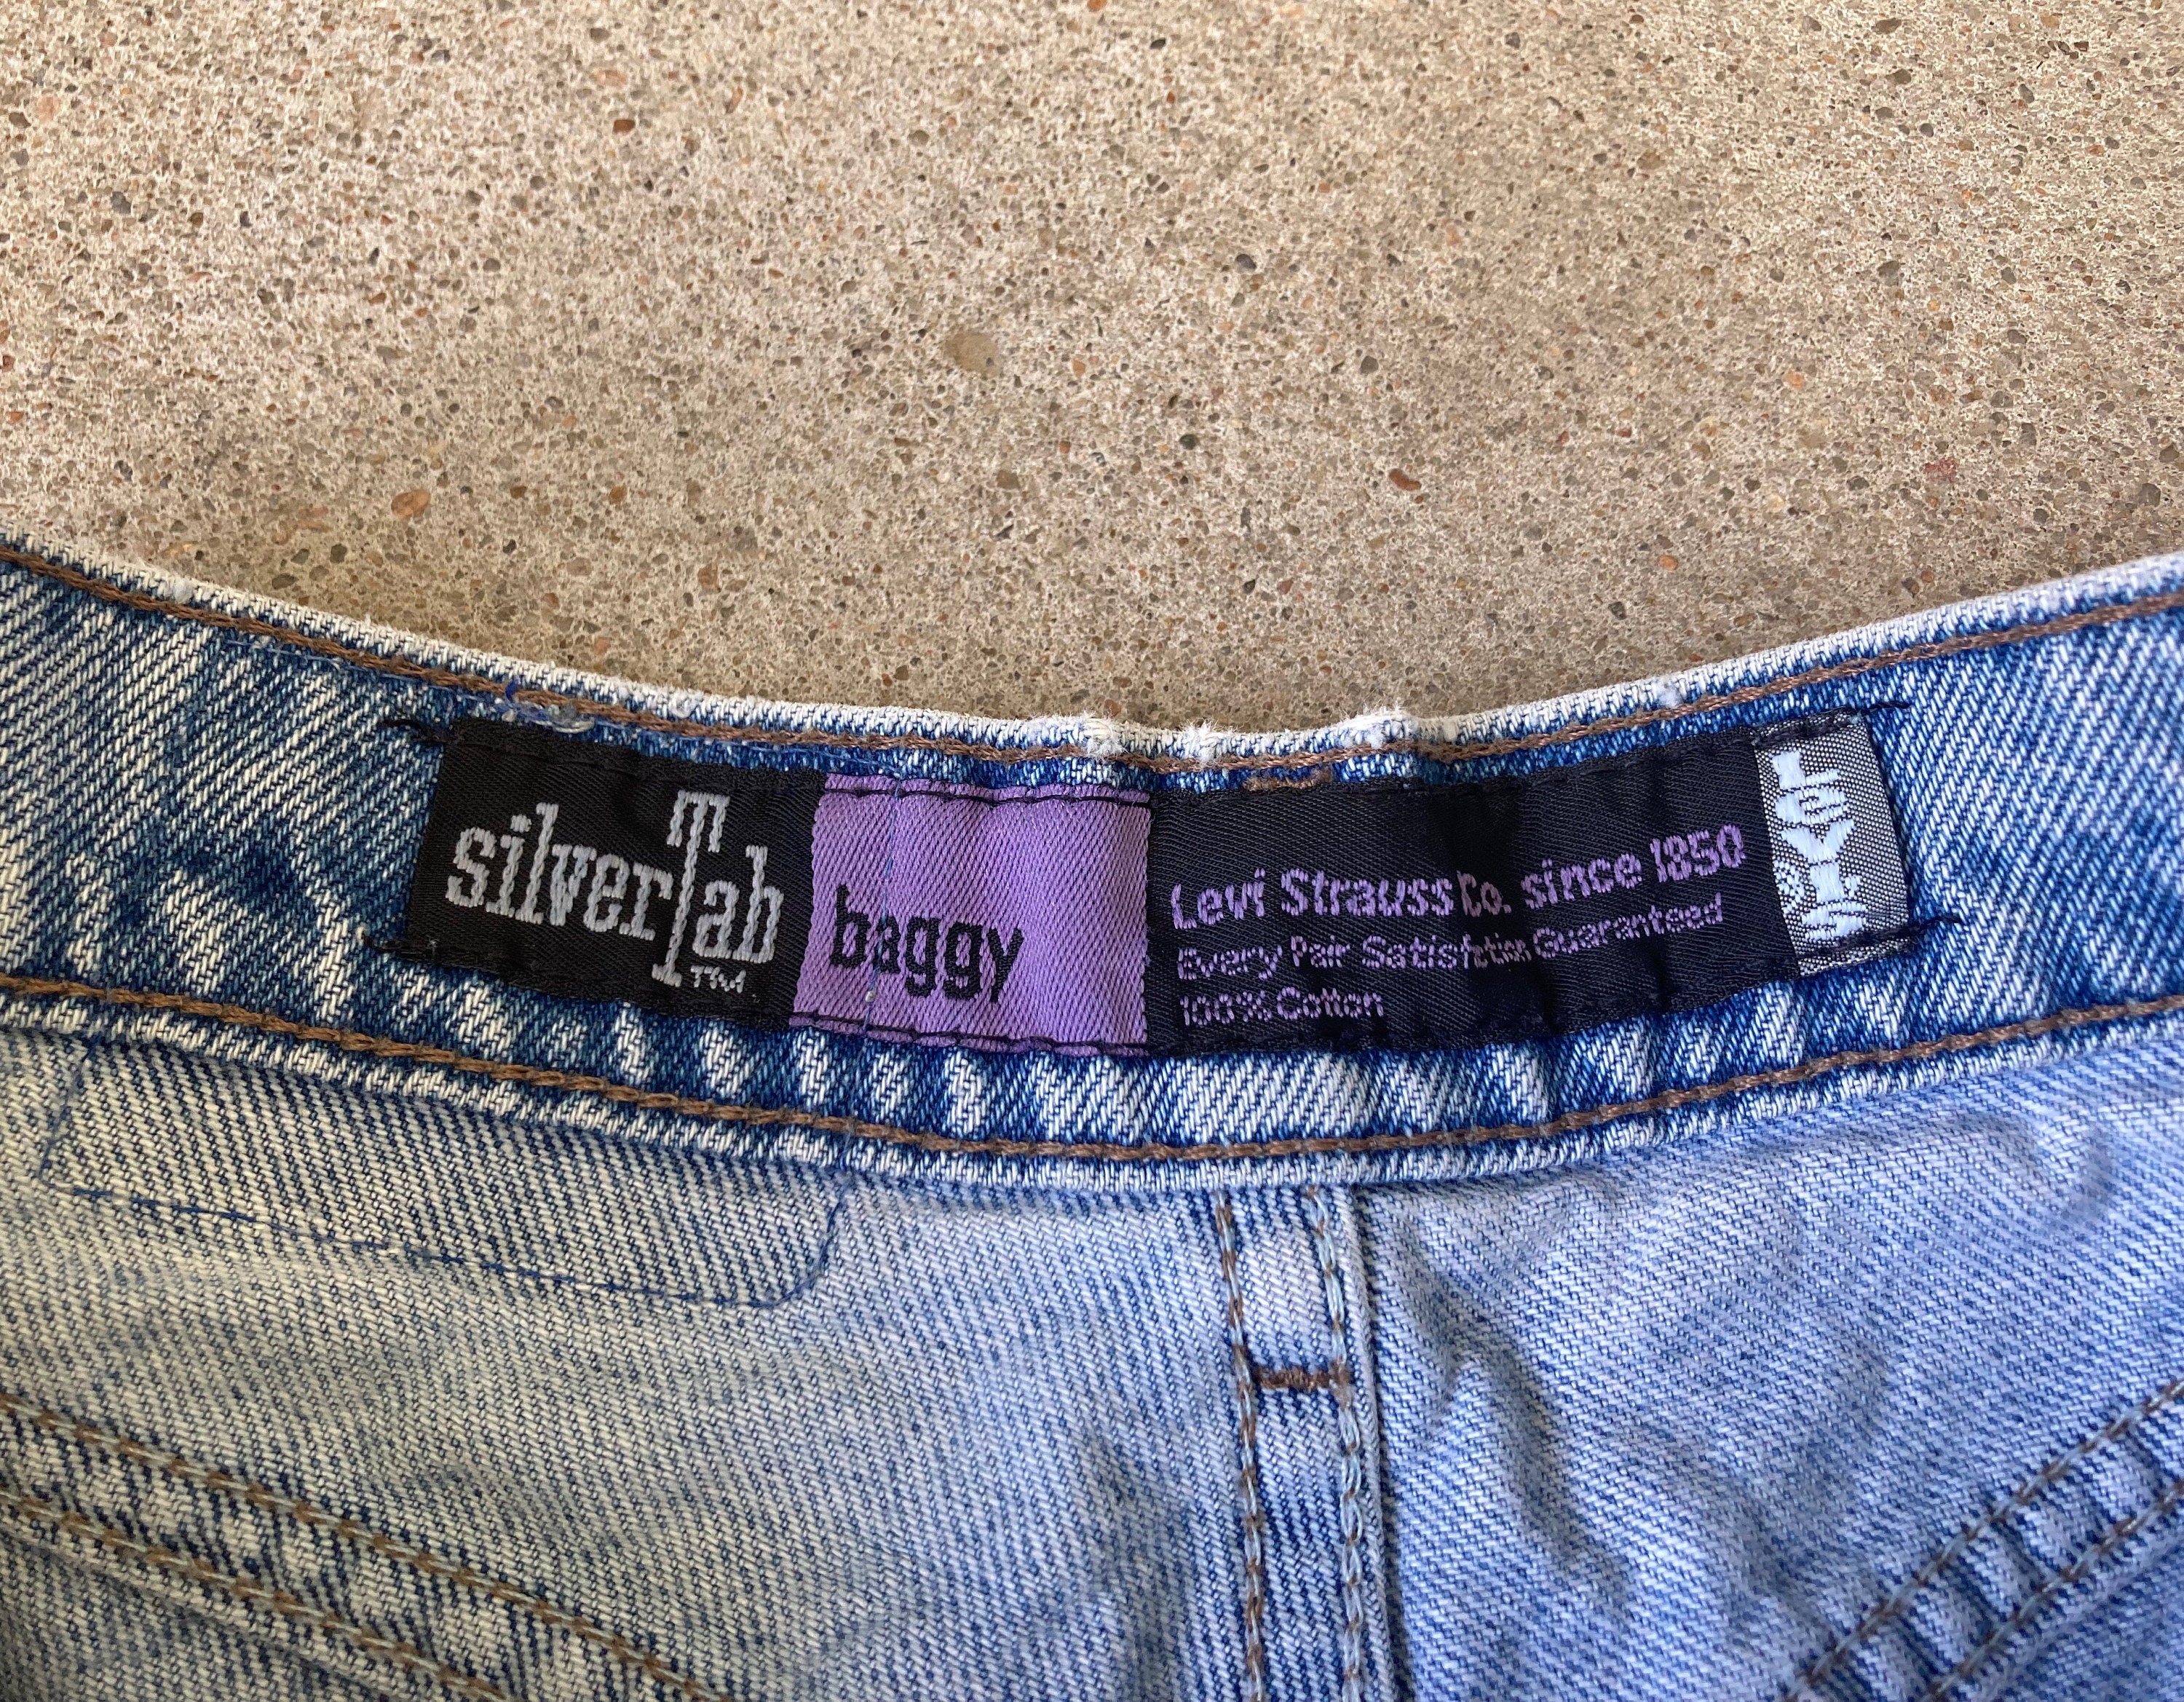 silverTab
TM
baggy
Levi Strauss Co. since 1850
Every Pair Satisfaction Guaranteed
100% Cotton
LEVI'S
®